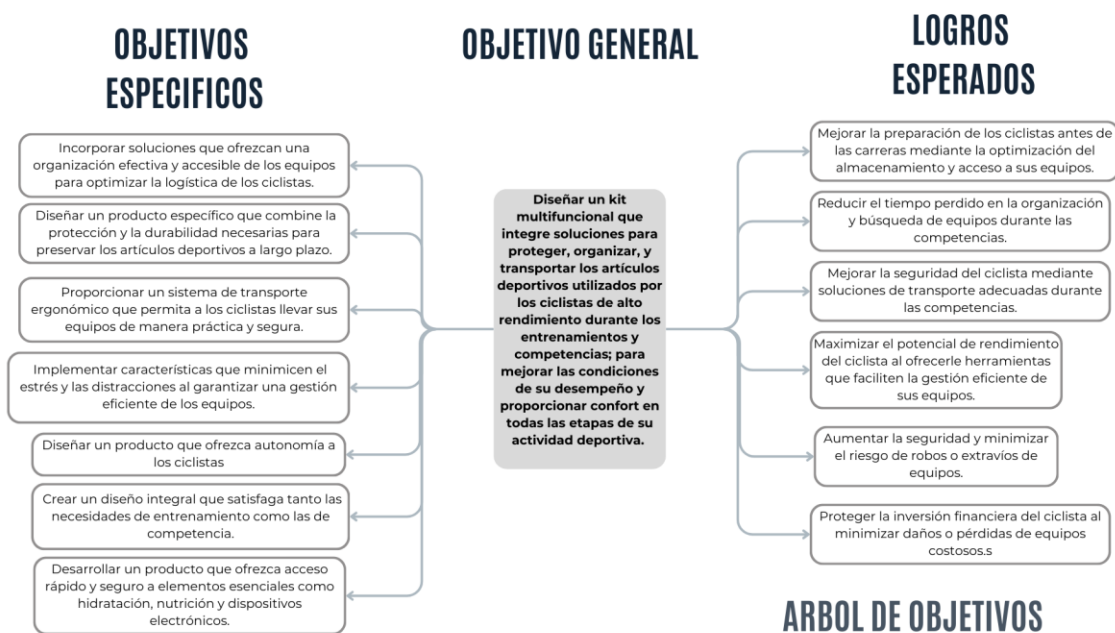 OBJETIVOS
ESPECIFICOS
Incorporar soluciones que ofrezcan una
organización efectiva y accesible de los equipos
para optimizar la logística de los ciclistas.
Diseñar un producto específico que combine la
protección y la durabilidad necesarias para
preservar los artículos deportivos a largo plazo.
Proporcionar un sistema de transporte
ergonómico que permita a los ciclistas llevar sus
equipos de manera práctica y segura.
Implementar características que minimicen el
estrés y las distracciones al garantizar una gestión
eficiente de los equipos.
Diseñar un producto que ofrezca autonomía a
los ciclistas
Crear un diseño integral que satisfaga tanto las
necesidades de entrenamiento como las de
competencia.
Desarrollar un producto que ofrezca acceso
rápido y seguro a elementos esenciales como
hidratación, nutrición y dispositivos
electrónicos.
OBJETIVO GENERAL
Diseñar un kit
multifuncional que
integre soluciones para
proteger, organizar, y
transportar los artículos
deportivos utilizados por
los ciclistas de alto
rendimiento durante los
entrenamientos y
competencias; para
mejorar las condiciones
de su desempeño y
proporcionar confort en
todas las etapas de su
actividad deportiva.
LOGROS
ESPERADOS
Mejorar la preparación de los ciclistas antes de
las carreras mediante la optimización del
almacenamiento y acceso a sus equipos.
Reducir el tiempo perdido en la organización
y búsqueda de equipos durante las
competencias.
Mejorar la seguridad del ciclista mediante
soluciones de transporte adecuadas durante
las competencias.
Maximizar el potencial de rendimiento
del ciclista al ofrecerle herramientas
que faciliten la gestión eficiente de
sus equipos.
Aumentar la seguridad y minimizar
el riesgo de robos o extravíos de
equipos.
Proteger la inversión financiera del ciclista al
minimizar daños o pérdidas de equipos
costosos.s
ARBOL DE OBJETIVOS